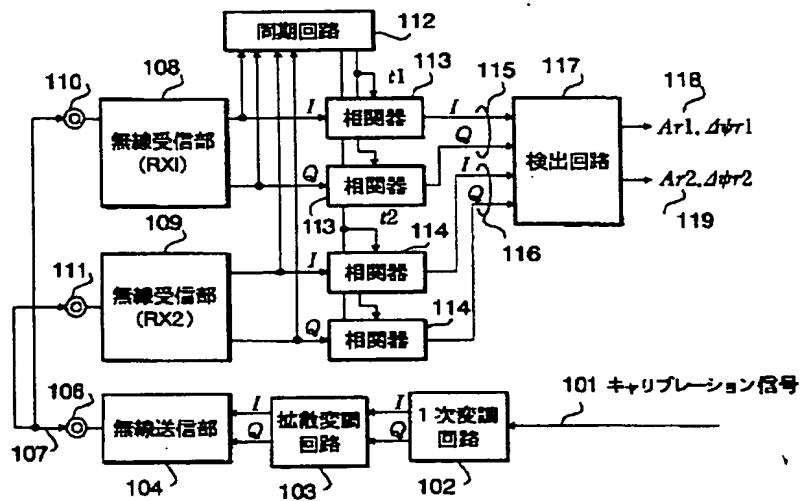 同期回路
112
110
108
無線受信部
(RX1)
I
Q
t1
113
相関器
相関器
113
I
Q
115
117
検出回路
118
Ar1,Δψr1
Ar2,Δψr2
119
I
Q
116
109
111
無線受信部
(RX2)
I
Q
t2
114
相関器
114
相関器
106
107
無線送信部
104
I
Q
拡散変調
回路
103
I
Q
1次変調
回路
102
101 キャリブレーション信号